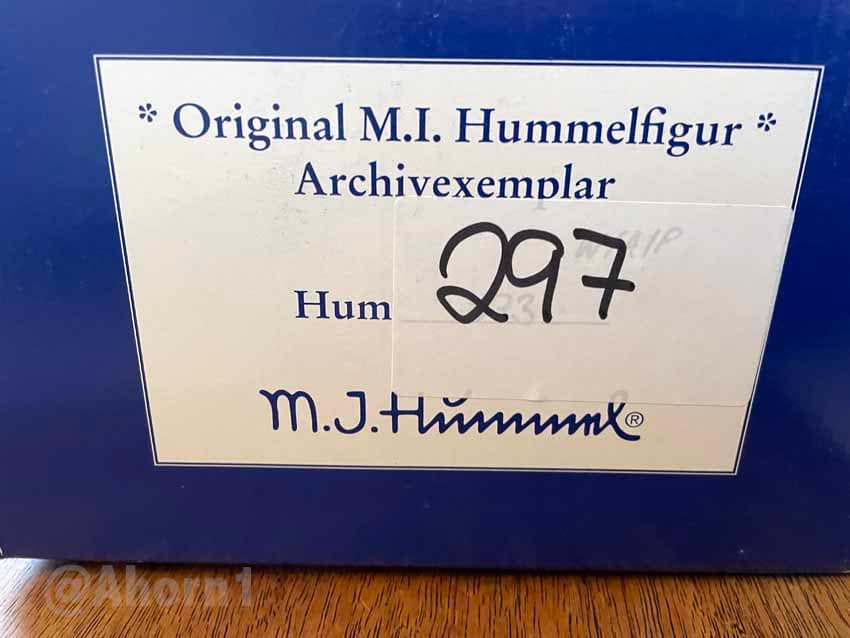 * Original M.I. Hummelfigur *
Archivexemplar
297
Hum
M.J. Hummel®
@Ahorn1